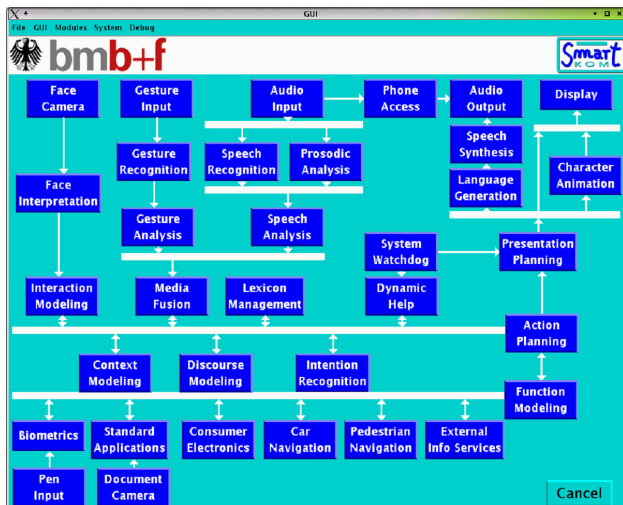 GUI
File GUI Modules System Debug
bmb+f
Smart
KOM
Face
Camera
Gesture
Input
Audio
Input
Phone
Access
Audio
Output
Display
Gesture
Recognition
Speech
Recognition
Prosodic
Analysis
Speech
Synthesis
Character
Animation
Face
Interpretation
Language
Generation
Gesture
Analysis
Speech
Analysis
System
Watchdog
Presentation
Planning
Interaction
Modeling
Media
Fusion
Lexicon
Management
Dynamic
Help
Action
Planning
Context
Modeling
Discourse
Modeling
Intention
Recognition
Function
Modeling
Biometrics
Standard
Applications
Consumer
Electronics
Car
Navigation
Pedestrian
Navigation
External
Info Services
Pen
Input
Document
Camera
Cancel